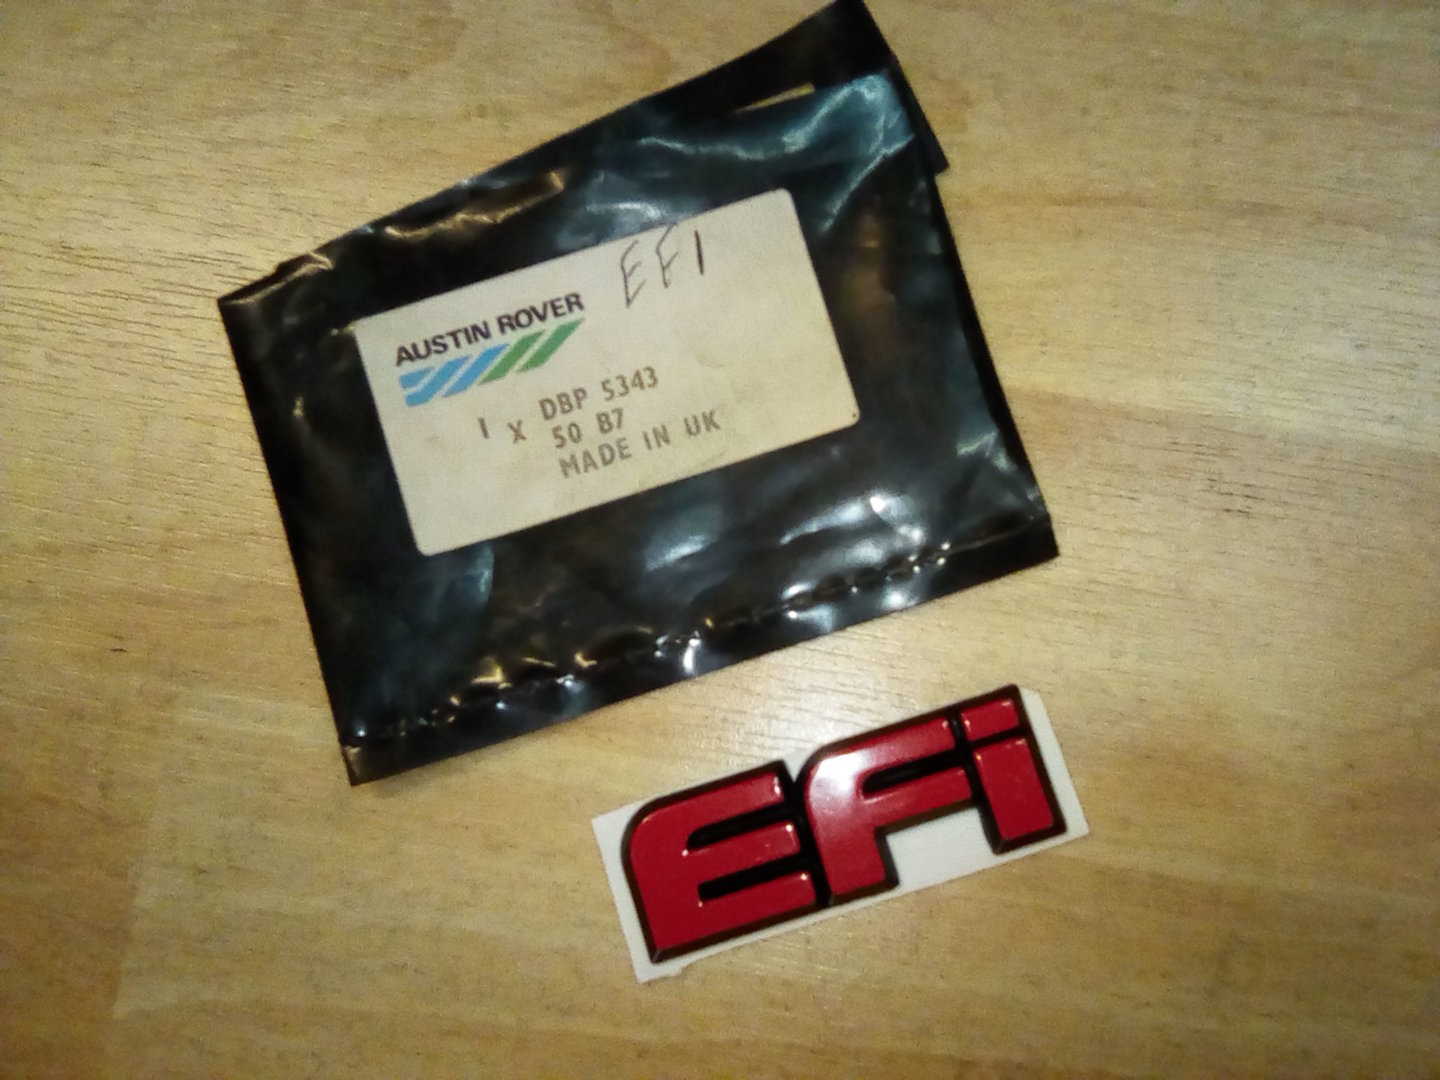 EFI
AUSTIN ROVER
1 x DBP 5343
50 B7
MADE IN UK
EFi